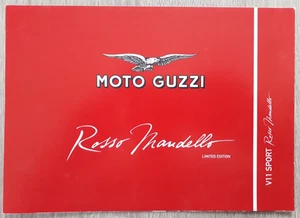 MOTO GUZZI
Rosso Mandello
LIMITED EDITION
V11 SPORT Rosso Mandello